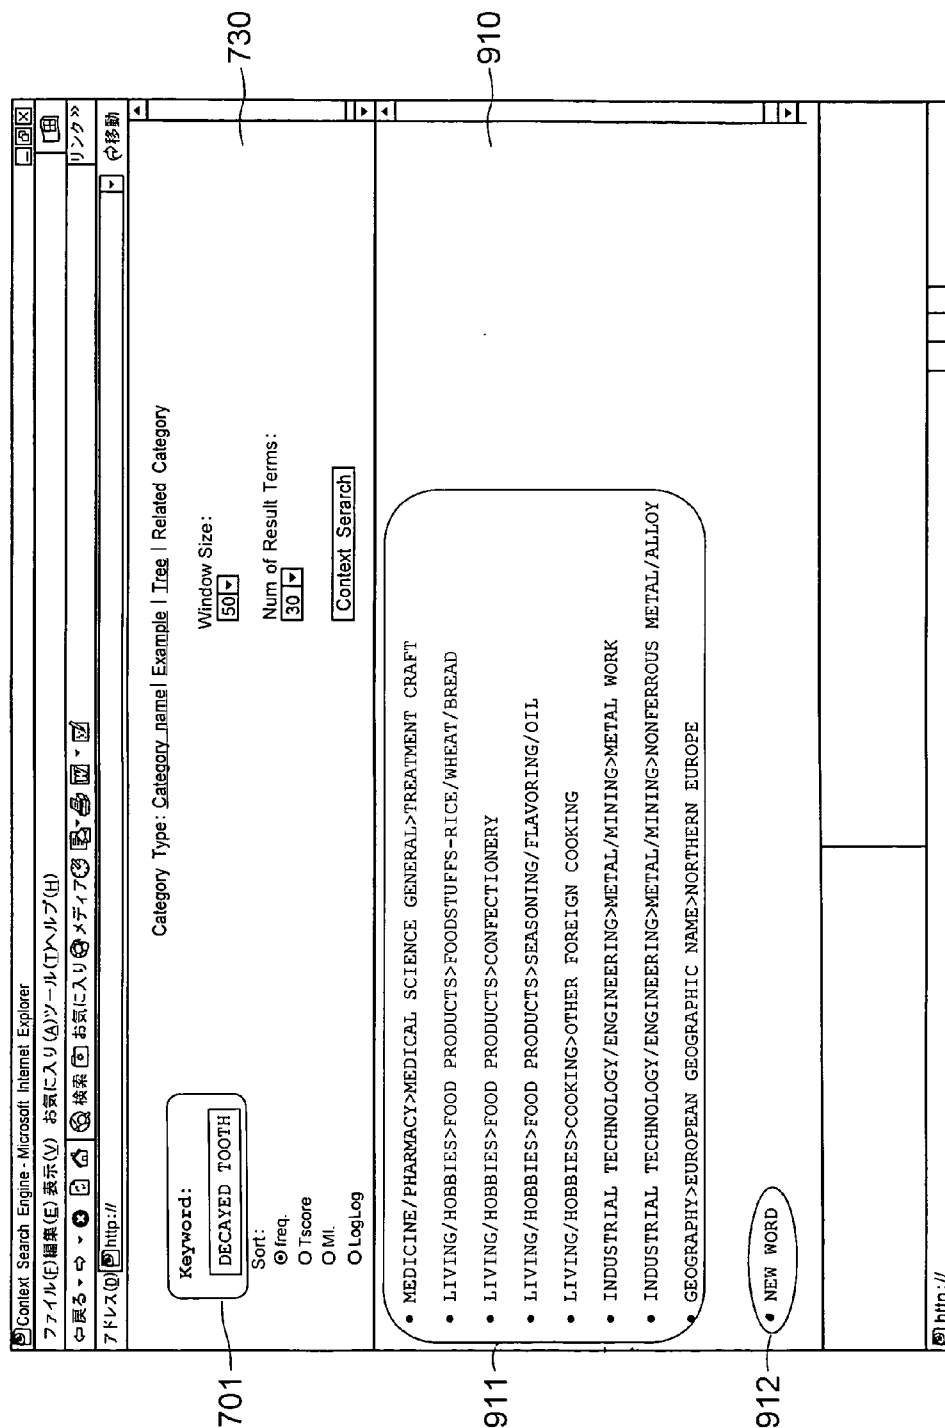 Context Search Engine - Microsoft Internet Explorer
ファイル(F)編集(E) 表示(V) お気に入り(A)ツール(T)ヘルプ(H)
戻る 検索 お気に入り メディア リンク »
アドレス(D) http:// 移動
Category Type: Category name| Example | Tree | Related Category
Keyword:
DECAYED TOOTH
Window Size:
50
Sort:
freq.
Num of Result Terms:
Tscore
30
MI.
LogLog
Context Serarch
701
730
• MEDICINE/PHARMACY>MEDICAL SCIENCE GENERAL>TREATMENT CRAFT
• LIVING/HOBBIES>FOOD PRODUCTS>FOODSTUFFS-RICE/WHEAT/BREAD
• LIVING/HOBBIES>FOOD PRODUCTS>CONFECTIONERY
• LIVING/HOBBIES>FOOD PRODUCTS>SEASONING/FLAVORING/OIL
• LIVING/HOBBIES>COOKING>OTHER FOREIGN COOKING
• INDUSTRIAL TECHNOLOGY/ENGINEERING>METAL/MINING>METAL WORK
• INDUSTRIAL TECHNOLOGY/ENGINEERING>METAL/MINING>NONFERROUS METAL/ALLOY
• GEOGRAPHY>EUROPEAN GEOGRAPHIC NAME>NORTHERN EUROPE
911
910
• NEW WORD
912
http://